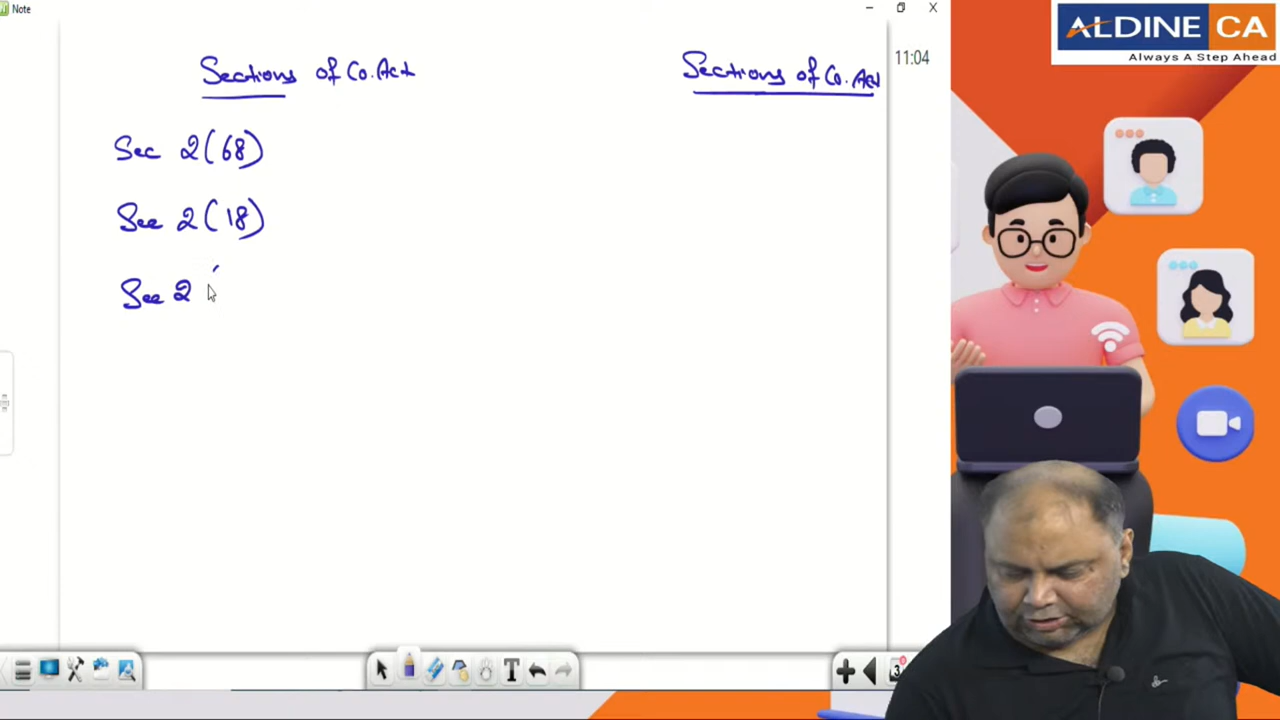 Note
ALDINE CA
Always A Step Ahead
11:04
Sections of Co. Act
Sections of Co. Act
Sec 2(68)
Sec 2(18)
Sec 2
3